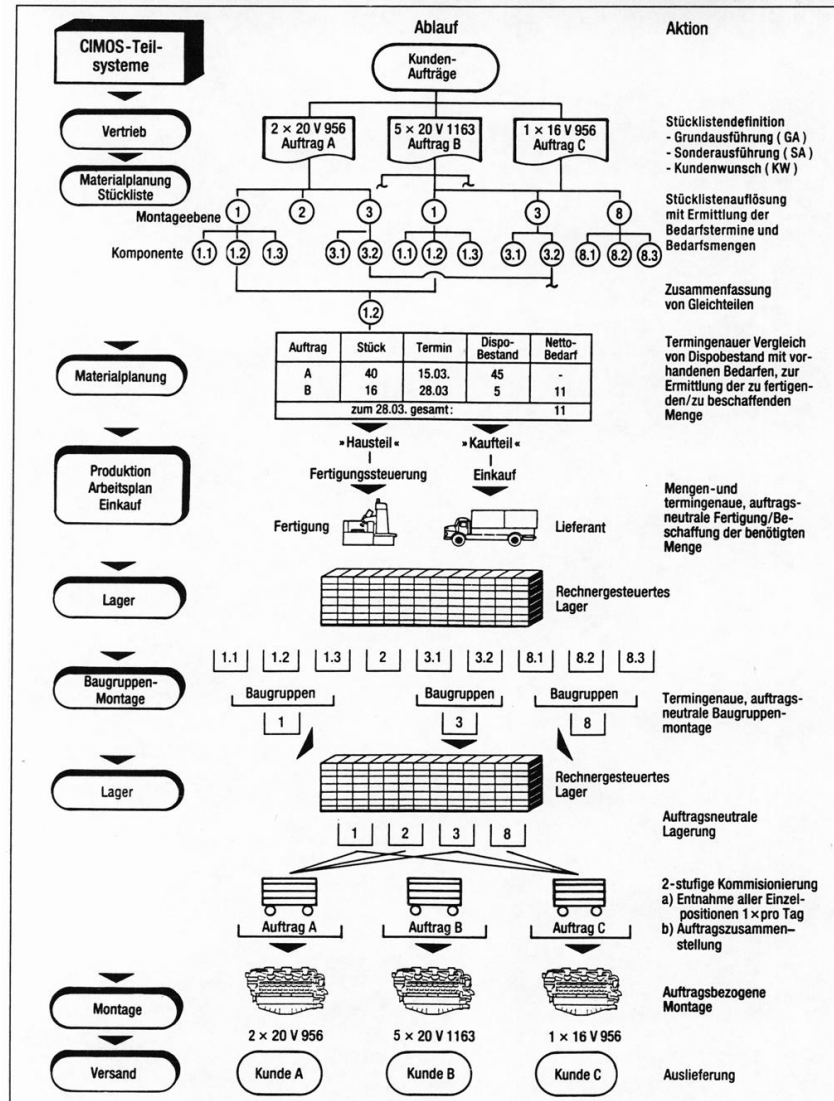 Ablauf
Aktion
CIMOS-Teil-
systeme
Kunden-
Aufträge
Vertrieb
2 × 20 V 956
Auftrag A
5 × 20 V 1163
Auftrag B
1 × 16 V 956
Auftrag C
Stücklistendefinition
- Grundausführung ( GA )
- Sonderausführung ( SA )
- Kundenwunsch ( KW )
Materialplanung
Stückliste
Montageebene
1
2
3
1
3
8
Stücklistenauflösung
mit Ermittlung der
Bedarfstermine und
Bedarfsmengen
Komponente
1.1
1.2
1.3
3.1
3.2
1.1
1.2
1.3
3.1
3.2
8.1
8.2
8.3
Zusammenfassung
von Gleichteilen
1.2
Materialplanung
Auftrag Stück Termin Dispo-Bestand Netto-Bedarf
A 40 15.03. 45 -
B 16 28.03 5 11
zum 28.03. gesamt: 11
Termingenauer Vergleich
von Dispobestand mit vor-
handenen Bedarfen, zur
Ermittlung der zu fertigen-
den/zu beschaffenden
Menge
»Hausteil«
»Kaufteil«
Fertigungssteuerung
Einkauf
Produktion
Arbeitsplan
Einkauf
Fertigung
Lieferant
Mengen-und
termingenaue, auftrags-
neutrale Fertigung/Be-
schaffung der benötigten
Menge
Lager
Rechnergesteuertes
Lager
1.1 1.2 1.3 2 3.1 3.2 8.1 8.2 8.3
Baugruppen-
Montage
Baugruppen
1
Baugruppen
3
Baugruppen
8
Termingenaue, auftrags-
neutrale Baugruppen-
montage
Lager
Rechnergesteuertes
Lager
Auftragsneutrale
Lagerung
1 2 3 8
2-stufige Kommisionierung
a) Entnahme aller Einzel-
positionen 1×pro Tag
b) Auftragszusammen-
stellung
Auftrag A
Auftrag B
Auftrag C
Montage
Auftragsbezogene
Montage
2 × 20 V 956
5 × 20 V 1163
1 × 16 V 956
Versand
Kunde A
Kunde B
Kunde C
Auslieferung